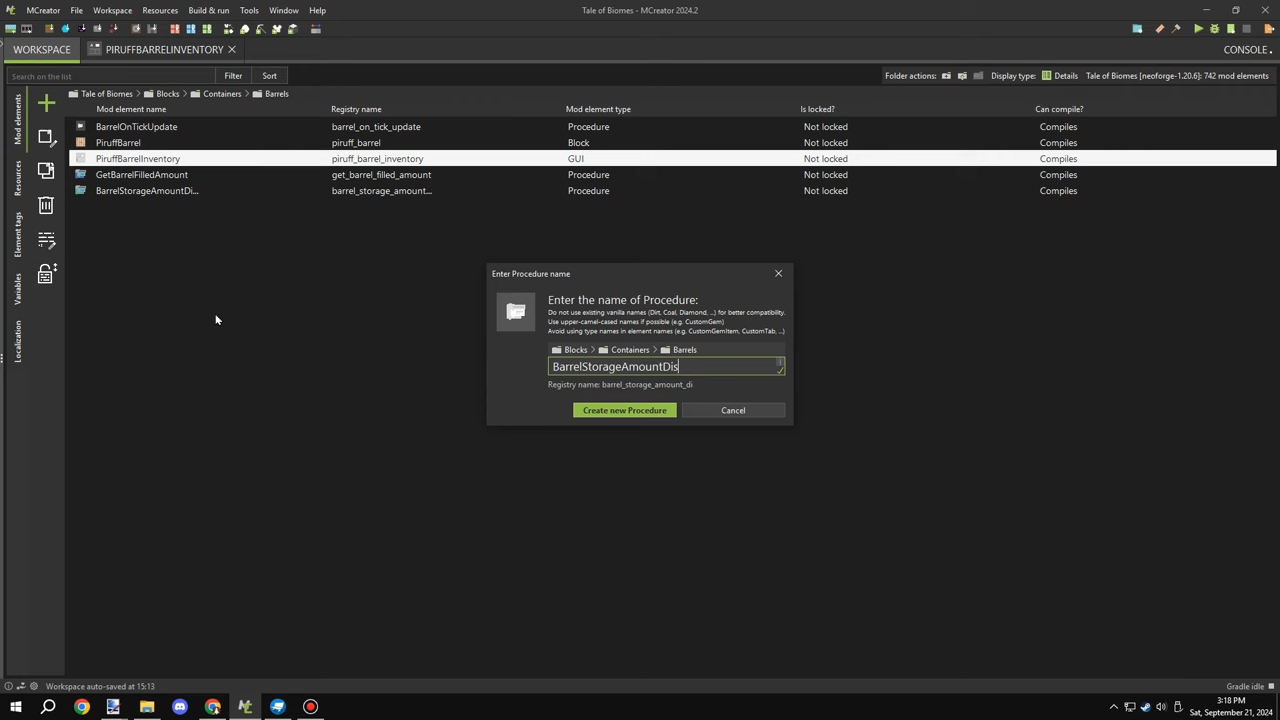 MCreator File Workspace Resources Build & run Tools Window Help Tale of Biomes - MCreator 2024.2
WORKSPACE PIRUFFBARRELINVENTORY CONSOLE
Search on the list Filter Sort Folder actions: Display type: Details Tale of Biomes (neoforge-1.20.6): 742 mod elements
Tale of Biomes Blocks Containers Barrels
Mod element name Registry name Mod element type Is locked? Can compile?
BarrelOnTickUpdate barrel_on_tick_update Procedure Not locked Compiles
PiruffBarrel piruff_barrel Block Not locked Compiles
PiruffBarrelInventory piruff_barrel_inventory GUI Not locked Compiles
GetBarrelFilledAmount get_barrel_filled_amount Procedure Not locked Compiles
BarrelStorageAmountDi... barrel_storage_amount... Procedure Not locked Compiles
Mod elements
Resources
Element tags
Variables
Localization
Enter Procedure name
Enter the name of Procedure:
Do not use existing vanilla names (Dirt, Coal, Diamond, ...) for better compatibility.
Use upper-camel-cased names if possible (e.g. CustomGem)
Avoid using type names in element names (e.g. CustomGemItem, CustomTab, ...)
Blocks Containers Barrels
BarrelStorageAmountDis
Registry name: barrel_storage_amount_di
Create new Procedure Cancel
Workspace auto-saved at 15:13 Gradle idle
3:18 PM
Sat, September 21, 2024